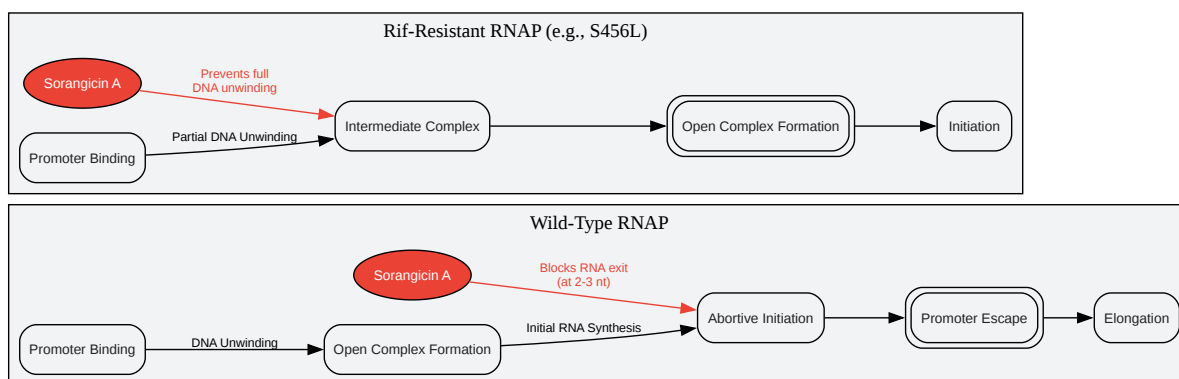 Rif-Resistant RNAP (e.g., S456L)
Sorangicin A
Prevents full
DNA unwinding
Promoter Binding
Partial DNA Unwinding
Intermediate Complex
Open Complex Formation
Initiation
Wild-Type RNAP
Sorangicin A
Blocks RNA exit
(at 2-3 nt)
Promoter Binding
DNA Unwinding
Open Complex Formation
Initial RNA Synthesis
Abortive Initiation
Promoter Escape
Elongation